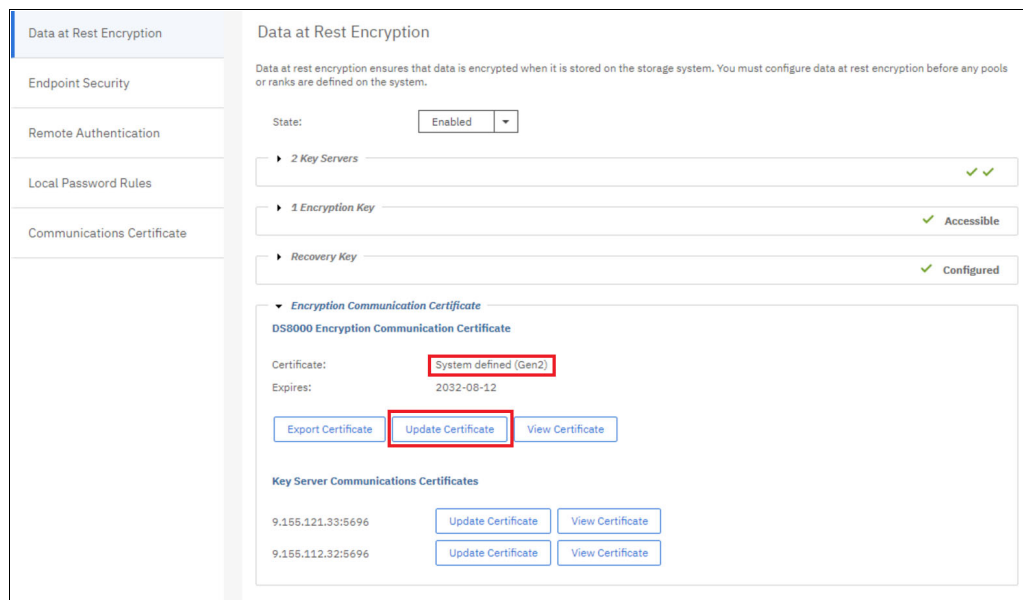 Data at Rest Encryption
Endpoint Security
Remote Authentication
Local Password Rules
Communications Certificate
Data at Rest Encryption
Data at rest encryption ensures that data is encrypted when it is stored on the storage system. You must configure data at rest encryption before any pools
or ranks are defined on the system.
State: Enabled
2 Key Servers
1 Encryption Key
Accessible
Recovery Key
Configured
Encryption Communication Certificate
DS8000 Encryption Communication Certificate
Certificate: System defined (Gen2)
Expires: 2032-08-12
Export Certificate Update Certificate View Certificate
Key Server Communications Certificates
9.155.121.33:5696 Update Certificate View Certificate
9.155.112.32:5696 Update Certificate View Certificate